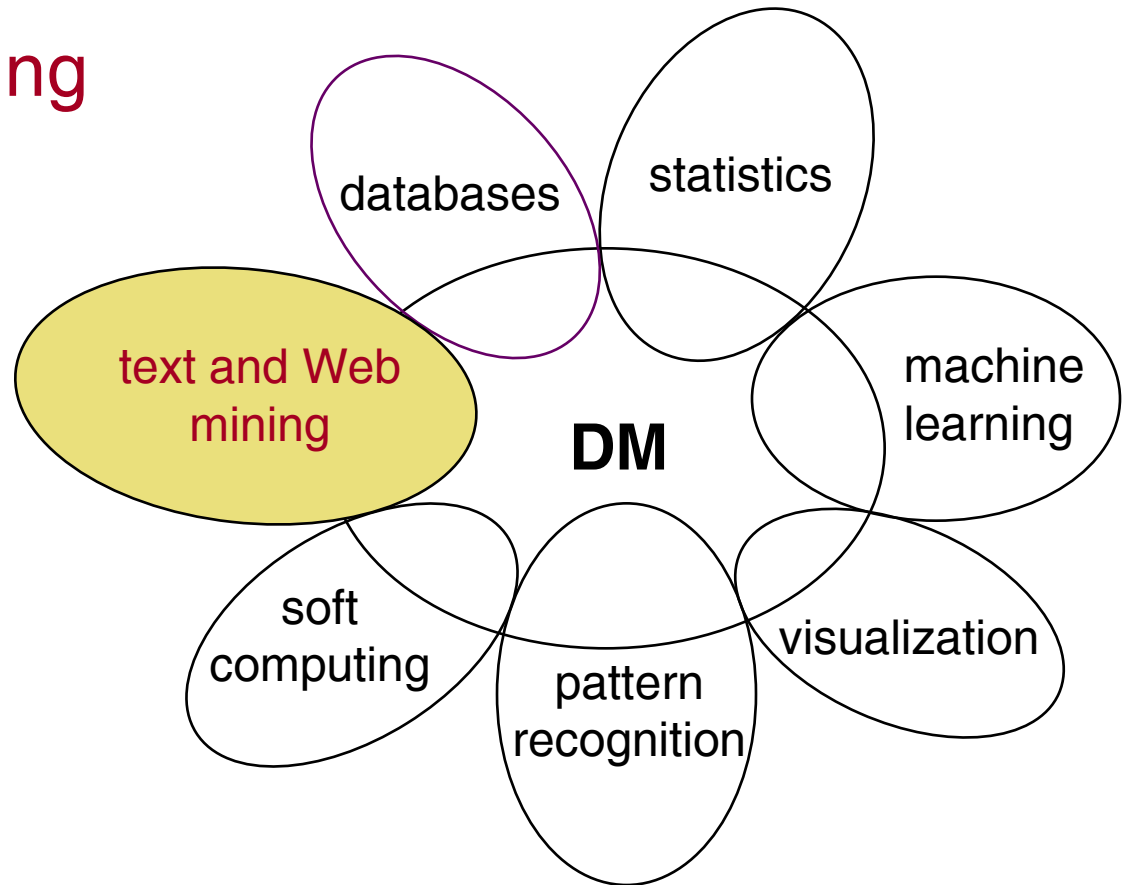 ng
databases
statistics
text and Web
mining
machine
learning
DM
soft
computing
visualization
pattern
recognition